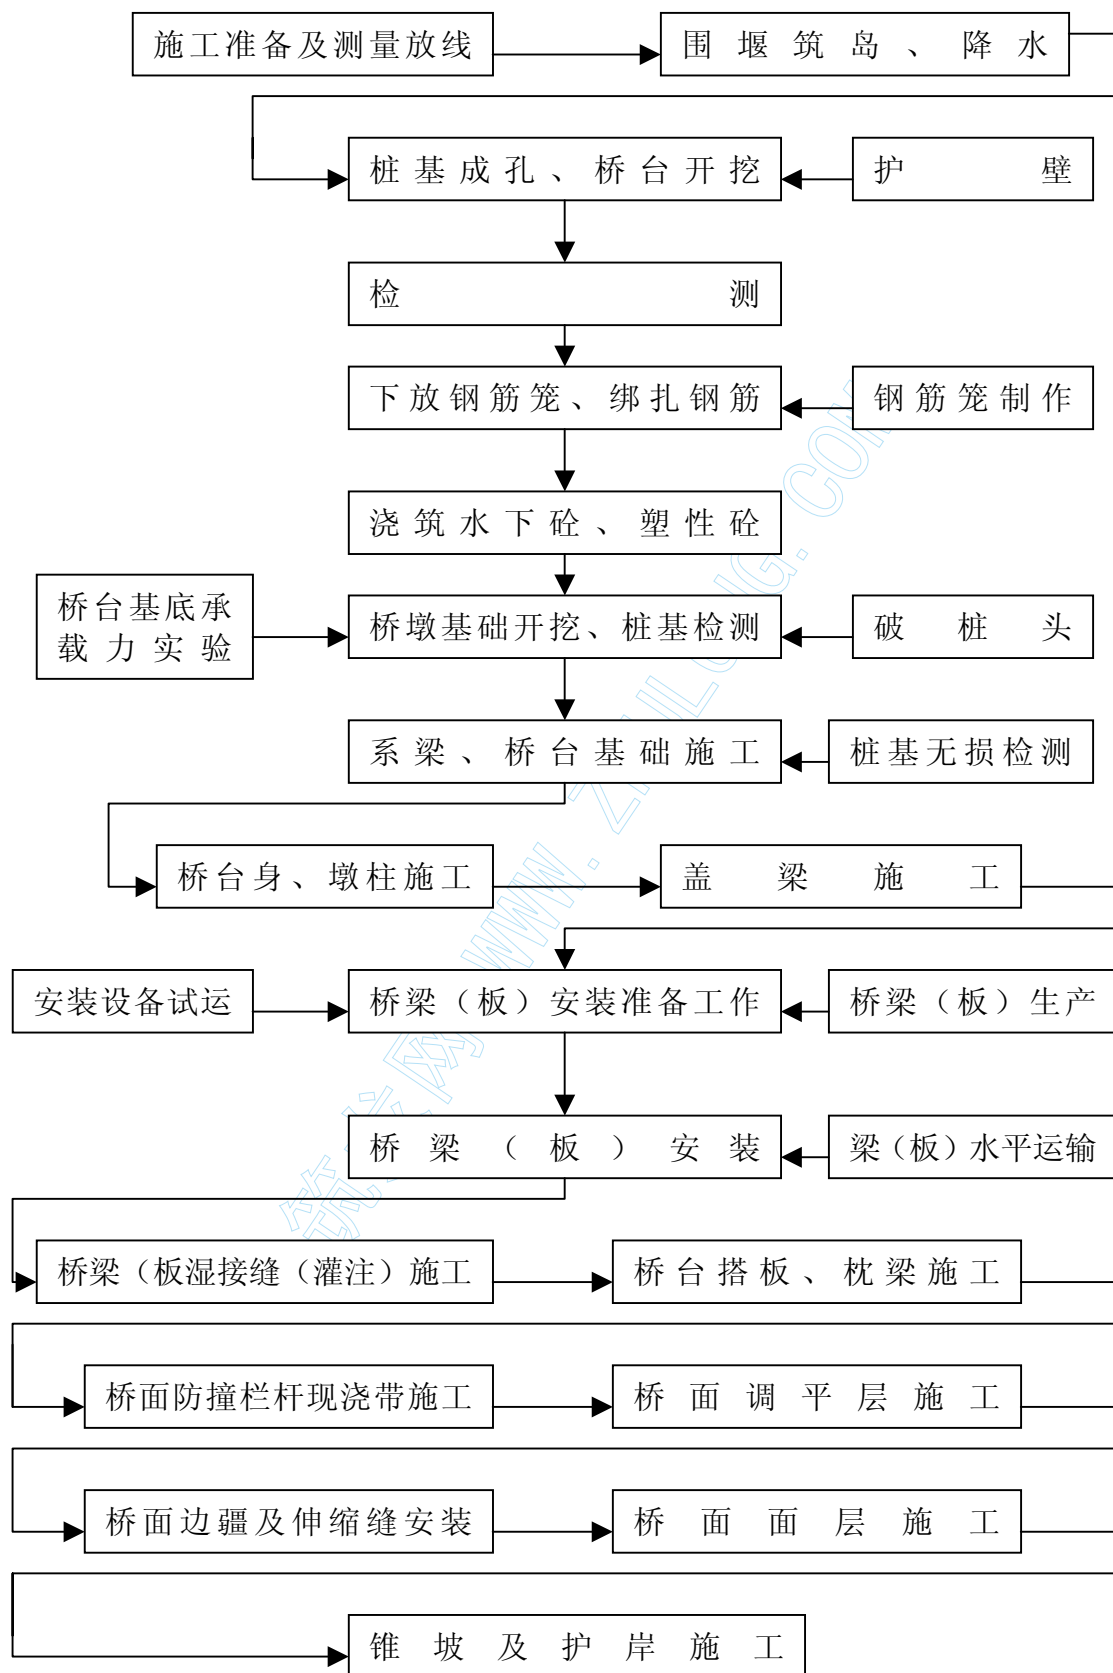 施工准备及测量放线
围堰筑岛、降水
桩基成孔、桥台开挖
护壁
检测
下放钢筋笼、绑扎钢筋
钢筋笼制作
浇筑水下砼、塑性砼
桥台基底承
载力实验
桥墩基础开挖、桩基检测
破桩头
系梁、桥台基础施工
桩基无损检测
桥台身、墩柱施工
盖梁施工
安装设备试运
桥梁（板）安装准备工作
桥梁（板）生产
桥梁（板）安装
梁（板）水平运输
桥梁（板湿接缝（灌注）施工
桥台搭板、枕梁施工
桥面防撞栏杆现浇带施工
桥面调平层施工
桥面边疆及伸缩缝安装
桥面面层施工
锥坡及护岸施工
筑龙网 WWW.ZHULONG.COM